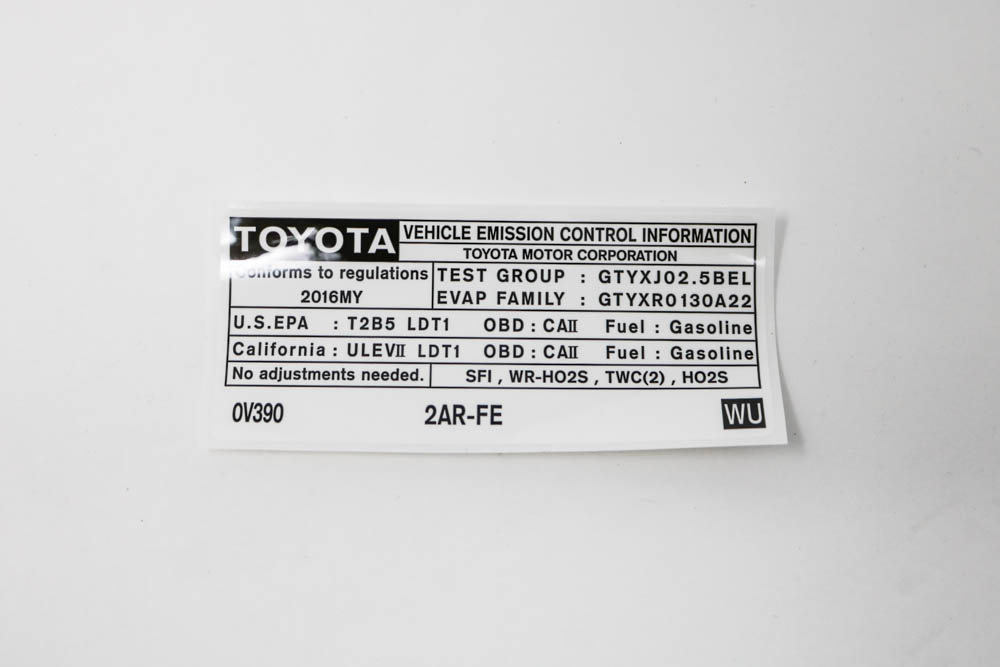 TOYOTA VEHICLE EMISSION CONTROL INFORMATION
TOYOTA MOTOR CORPORATION
Conforms to regulations
2016MY
TEST GROUP : GTYXJ02.5BEL
EVAP FAMILY : GTYXR0130A22
U.S.EPA : T2B5 LDT1 OBD : CAII Fuel : Gasoline
California : ULEVII LDT1 OBD : CAII Fuel : Gasoline
No adjustments needed. SFI , WR-HO2S , TWC(2) , HO2S
0V390 2AR-FE WU